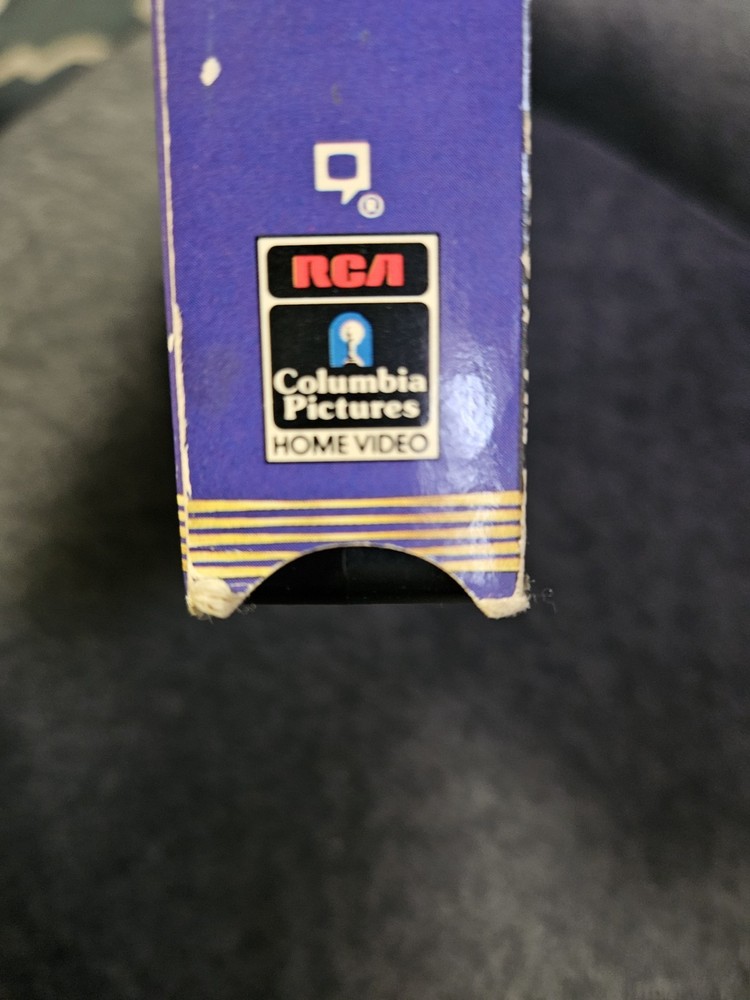 ®
RCA
Columbia
Pictures
HOME VIDEO